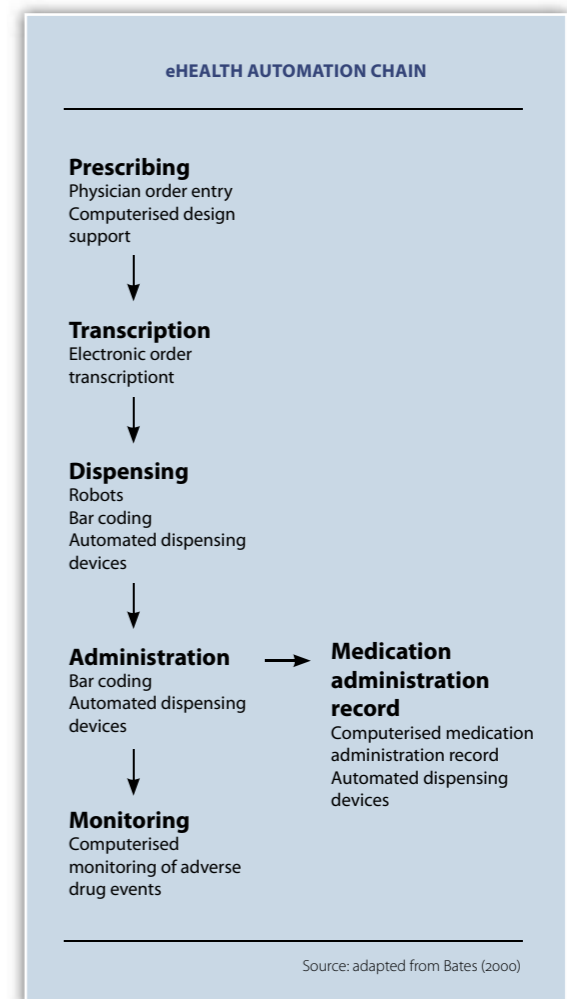 eHEALTH AUTOMATION CHAIN
Prescribing
Physician order entry
Computerised design
support
Transcription
Electronic order
transcriptiont
Dispensing
Robots
Bar coding
Automated dispensing
devices
Administration
Bar coding
Automated dispensing
devices
Medication
administration
record
Computerised medication
administration record
Automated dispensing
devices
Monitoring
Computerised
monitoring of adverse
drug events
Source: adapted from Bates (2000)